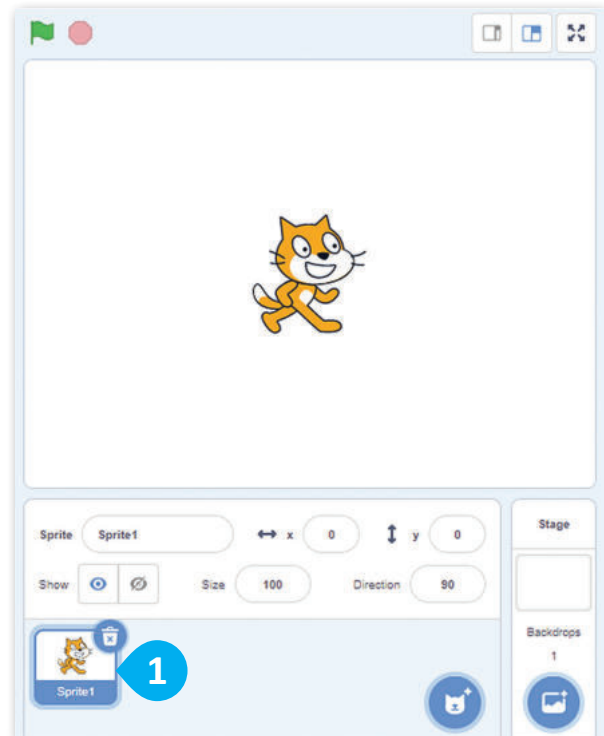 Sprite Sprite1 x 0 y 0
Show Size 100 Direction 90
Sprite1
1
Stage
Backdrops
1